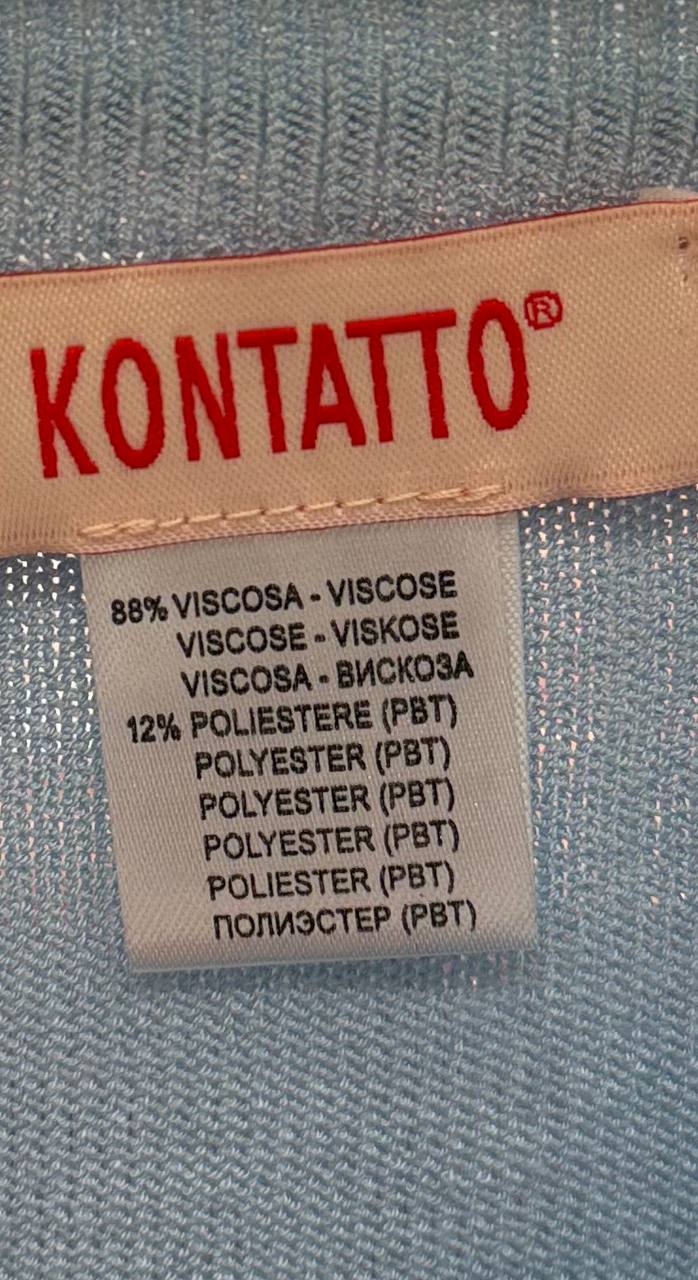 KONTATTO®
88% VISCOSA - VISCOSE
VISCOSE - VISKOSE
VISCOSA - ВИСКОЗА
12% POLIESTERE (PBT)
POLYESTER (PBT)
POLYESTER (PBT)
POLYESTER (PBT)
POLIESTER (PBT)
ПОЛИЭСТЕР (PBT)